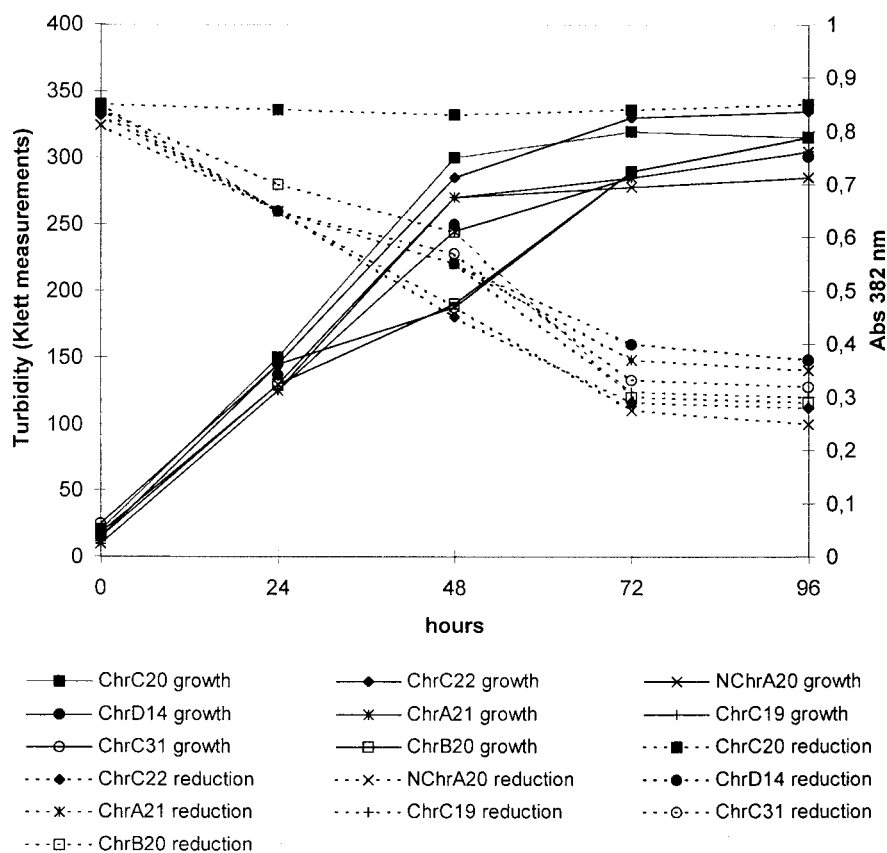 400
350
300
250
200
150
100
50
0
Turbidity (Klett measurements)
1
0,9
0,8
0,7
0,6
0,5
0,4
0,3
0,2
0,1
0
Abs 382 nm
0 24 48 72 96
hours
ChrC20 growth ChrC22 growth NChrA20 growth
ChrD14 growth ChrA21 growth ChrC19 growth
ChrC31 growth ChrB20 growth ChrC20 reduction
ChrC22 reduction NChrA20 reduction ChrD14 reduction
ChrA21 reduction ChrC19 reduction ChrC31 reduction
ChrB20 reduction